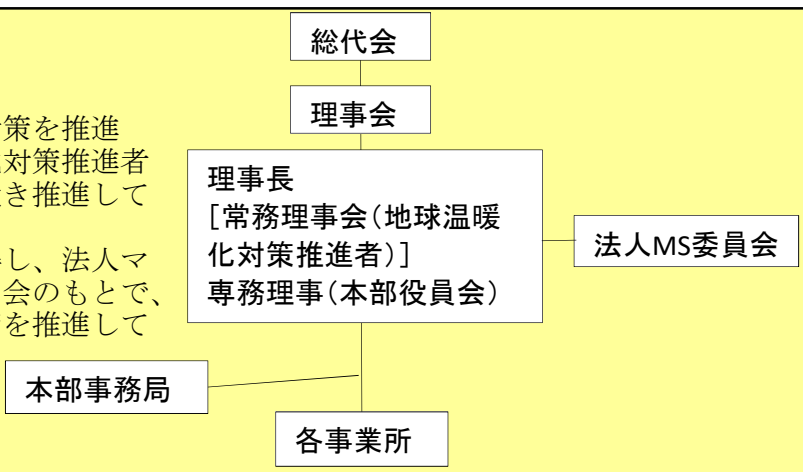 総代会
理事会
策を推進
対策推進者
き推進して
し、法人マ
会のもとで、
を推進して
理事長
[常務理事会(地球温暖
化対策推進者)]
専務理事(本部役員会)
法人MS委員会
本部事務局
各事業所